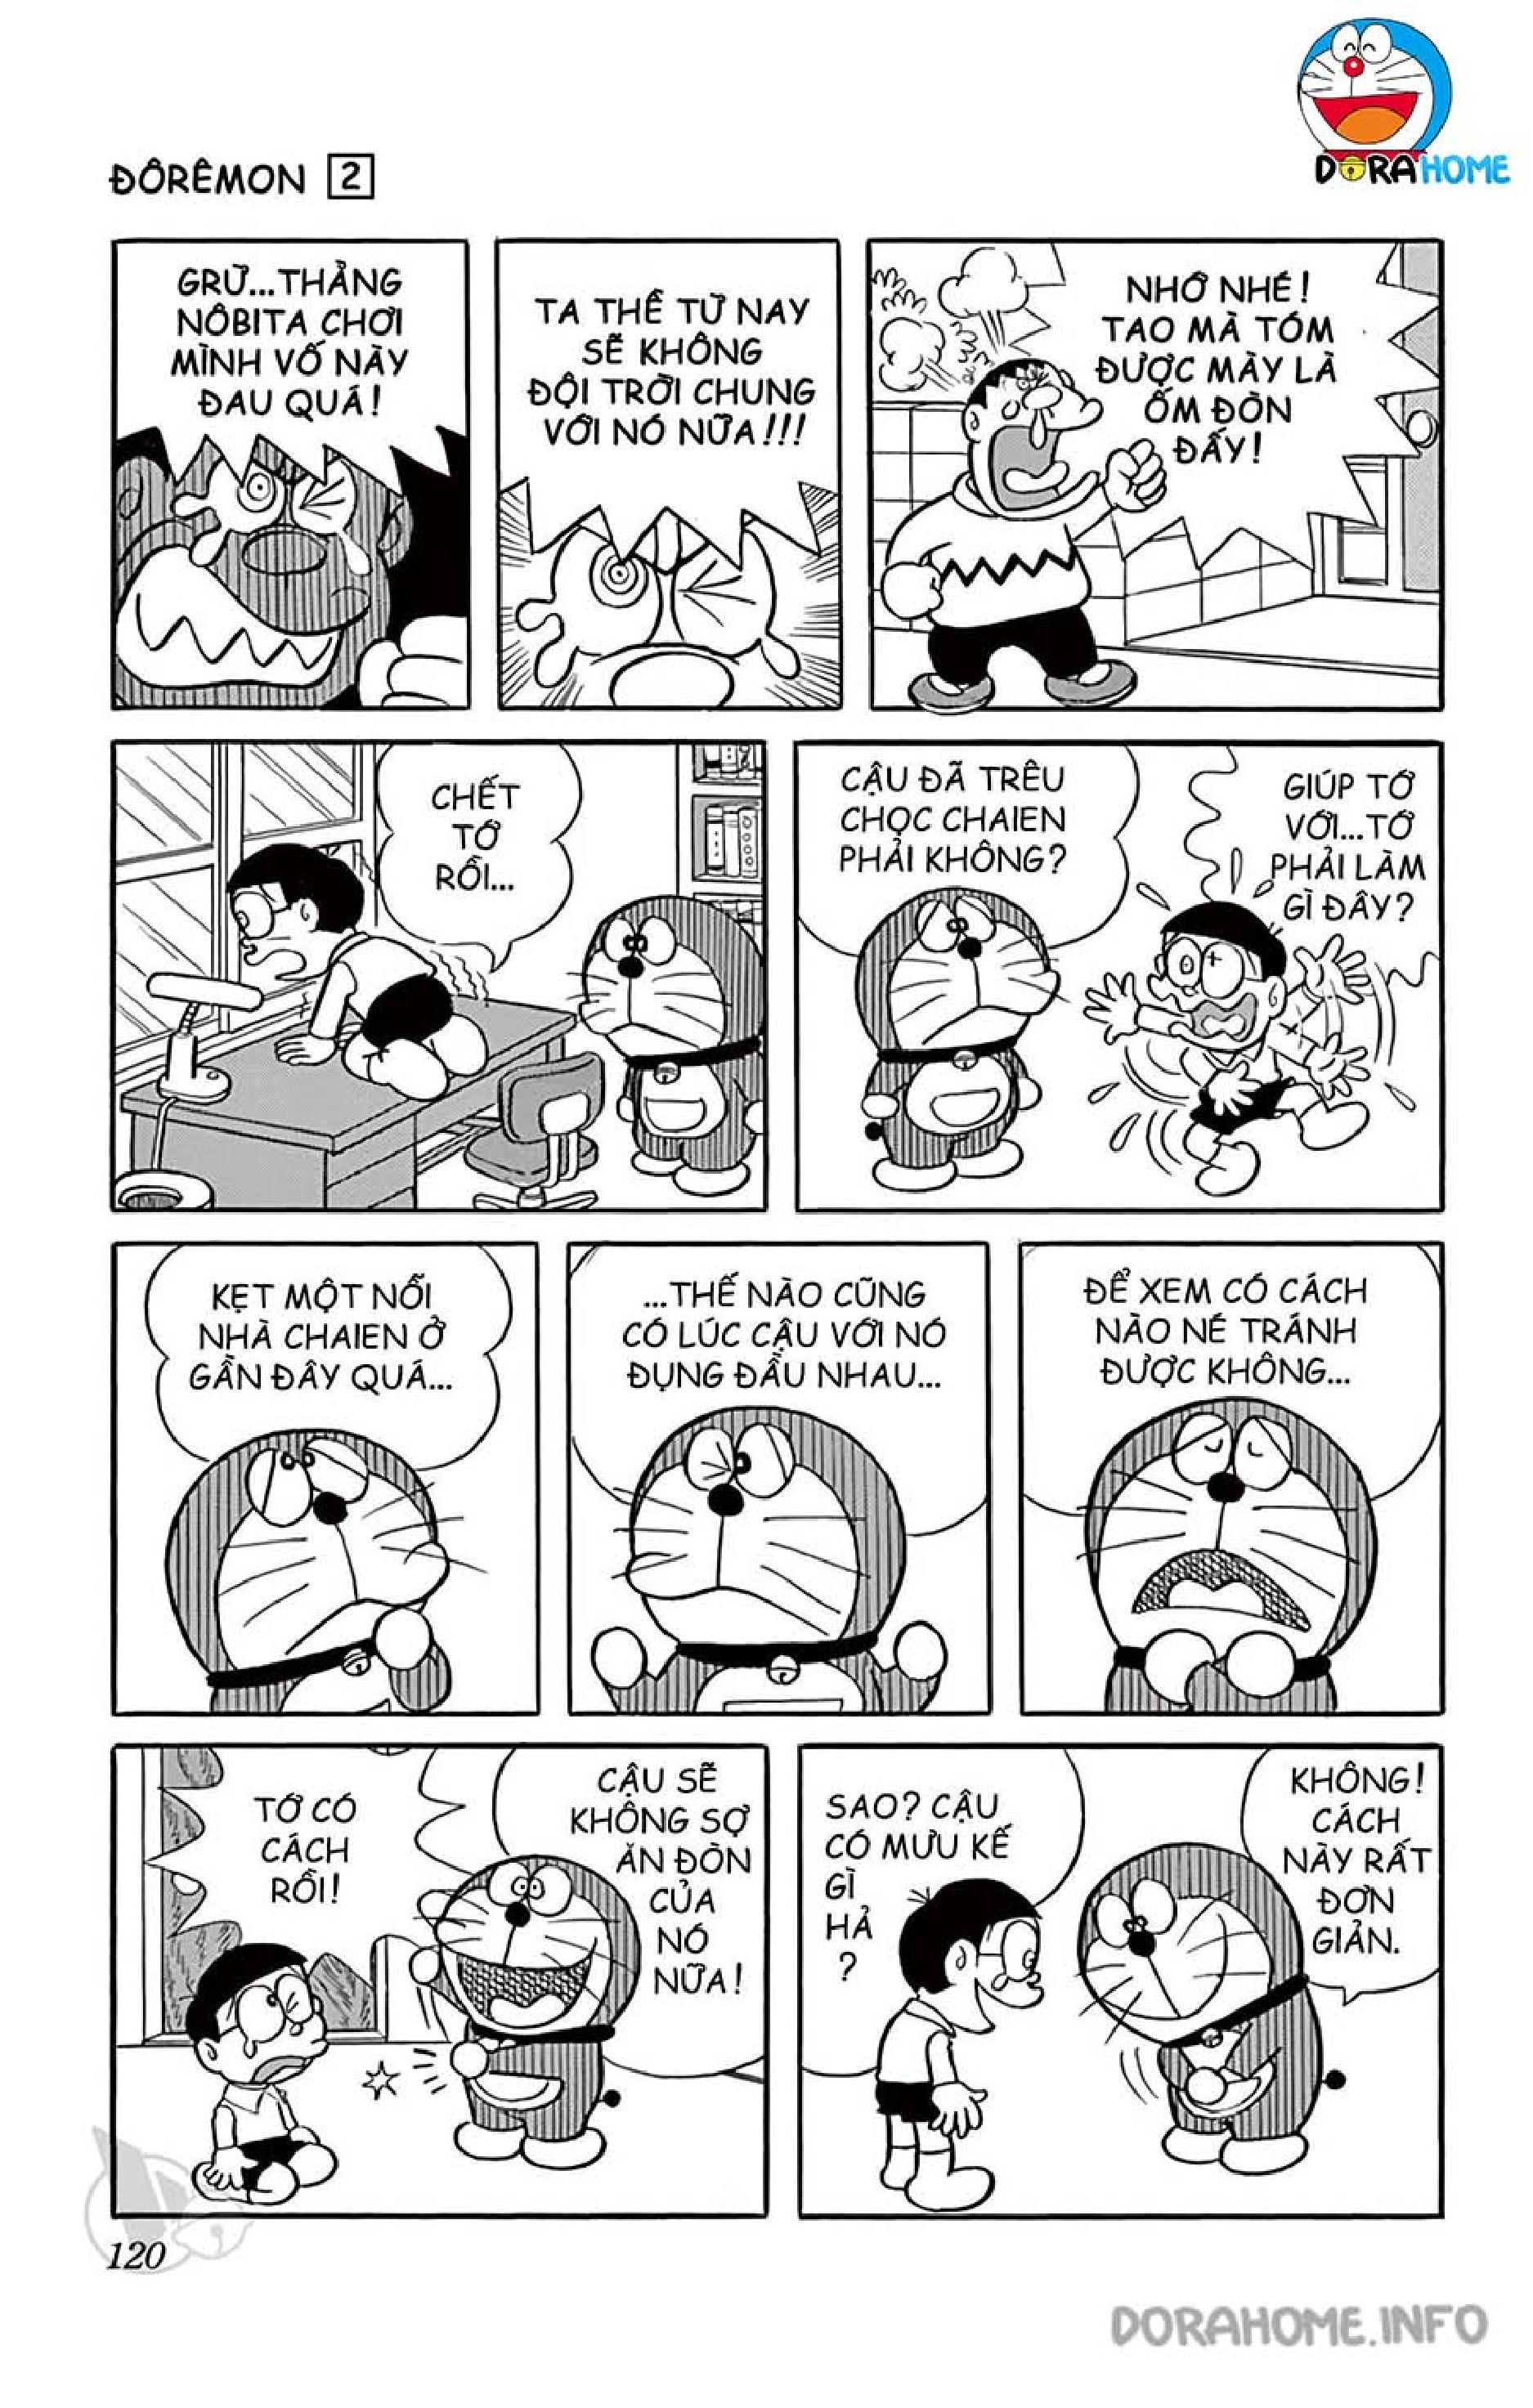 DORAHOME
ĐÔRÊMON 2
GRỪ...THẰNG
NÔBITA CHƠI
MÌNH VỐ NÀY
ĐAU QUÁ!
TA THỀ TỪ NAY
SẼ KHÔNG
ĐỘI TRỜI CHUNG
VỚI NÓ NỮA!!!
NHỚ NHÉ!
TAO MÀ TÓM
ĐƯỢC MÀY LÀ
ỐM ĐÒN
ĐẤY!
CHẾT
TỚ
RỒI...
CẬU ĐÃ TRÊU
CHỌC CHAIEN
PHẢI KHÔNG?
GIÚP TỚ
VỚI...TỚ
PHẢI LÀM
GÌ ĐÂY?
KẸT MỘT NỖI
NHÀ CHAIEN Ở
GẦN ĐÂY QUÁ...
...THẾ NÀO CŨNG
CÓ LÚC CẬU VỚI NÓ
ĐỤNG ĐẦU NHAU...
ĐỂ XEM CÓ CÁCH
NÀO NÉ TRÁNH
ĐƯỢC KHÔNG...
TỚ CÓ
CÁCH
RỒI!
CẬU SẼ
KHÔNG SỢ
ĂN ĐÒN
CỦA
NÓ
NỮA!
SAO? CẬU
CÓ MƯU KẾ
GÌ
HẢ
?
KHÔNG!
CÁCH
NÀY RẤT
ĐƠN
GIẢN.
120
DORAHOME.INFO